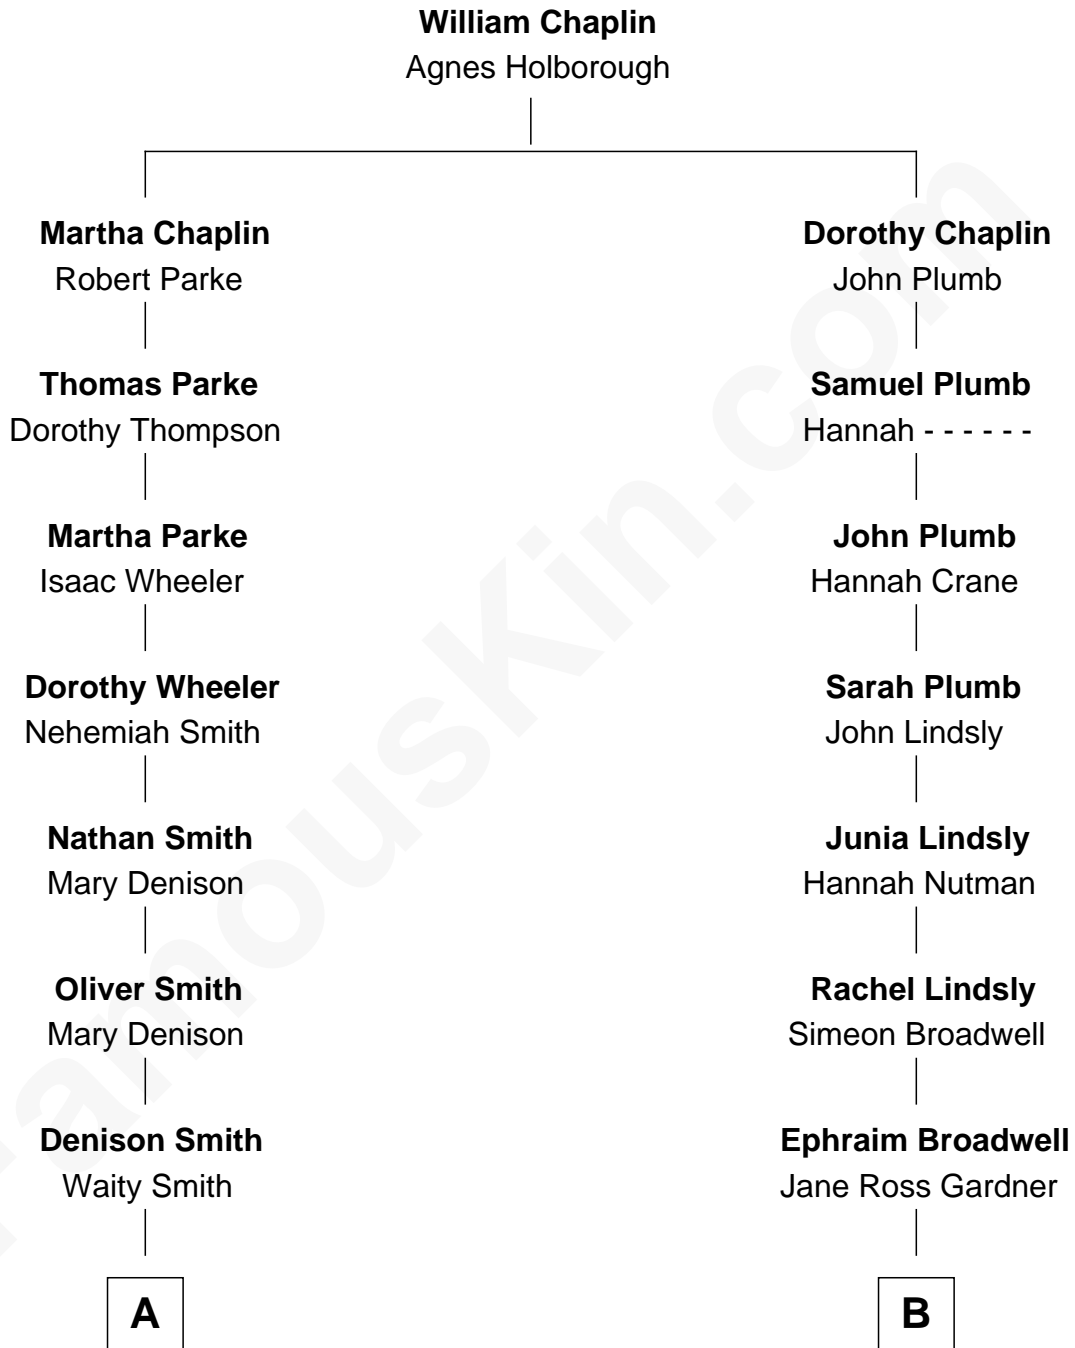 William Chaplin
Agnes Holborough
Martha Chaplin
Robert Parke
Dorothy Chaplin
John Plumb
Thomas Parke
Dorothy Thompson
Samuel Plumb
Hannah - - - - - -
Martha Parke
Isaac Wheeler
John Plumb
Hannah Crane
Dorothy Wheeler
Nehemiah Smith
Sarah Plumb
John Lindsly
Nathan Smith
Mary Denison
Junia Lindsly
Hannah Nutman
Oliver Smith
Mary Denison
Rachel Lindsly
Simeon Broadwell
Denison Smith
Waity Smith
Ephraim Broadwell
Jane Ross Gardner
A
B
FamousKin.com